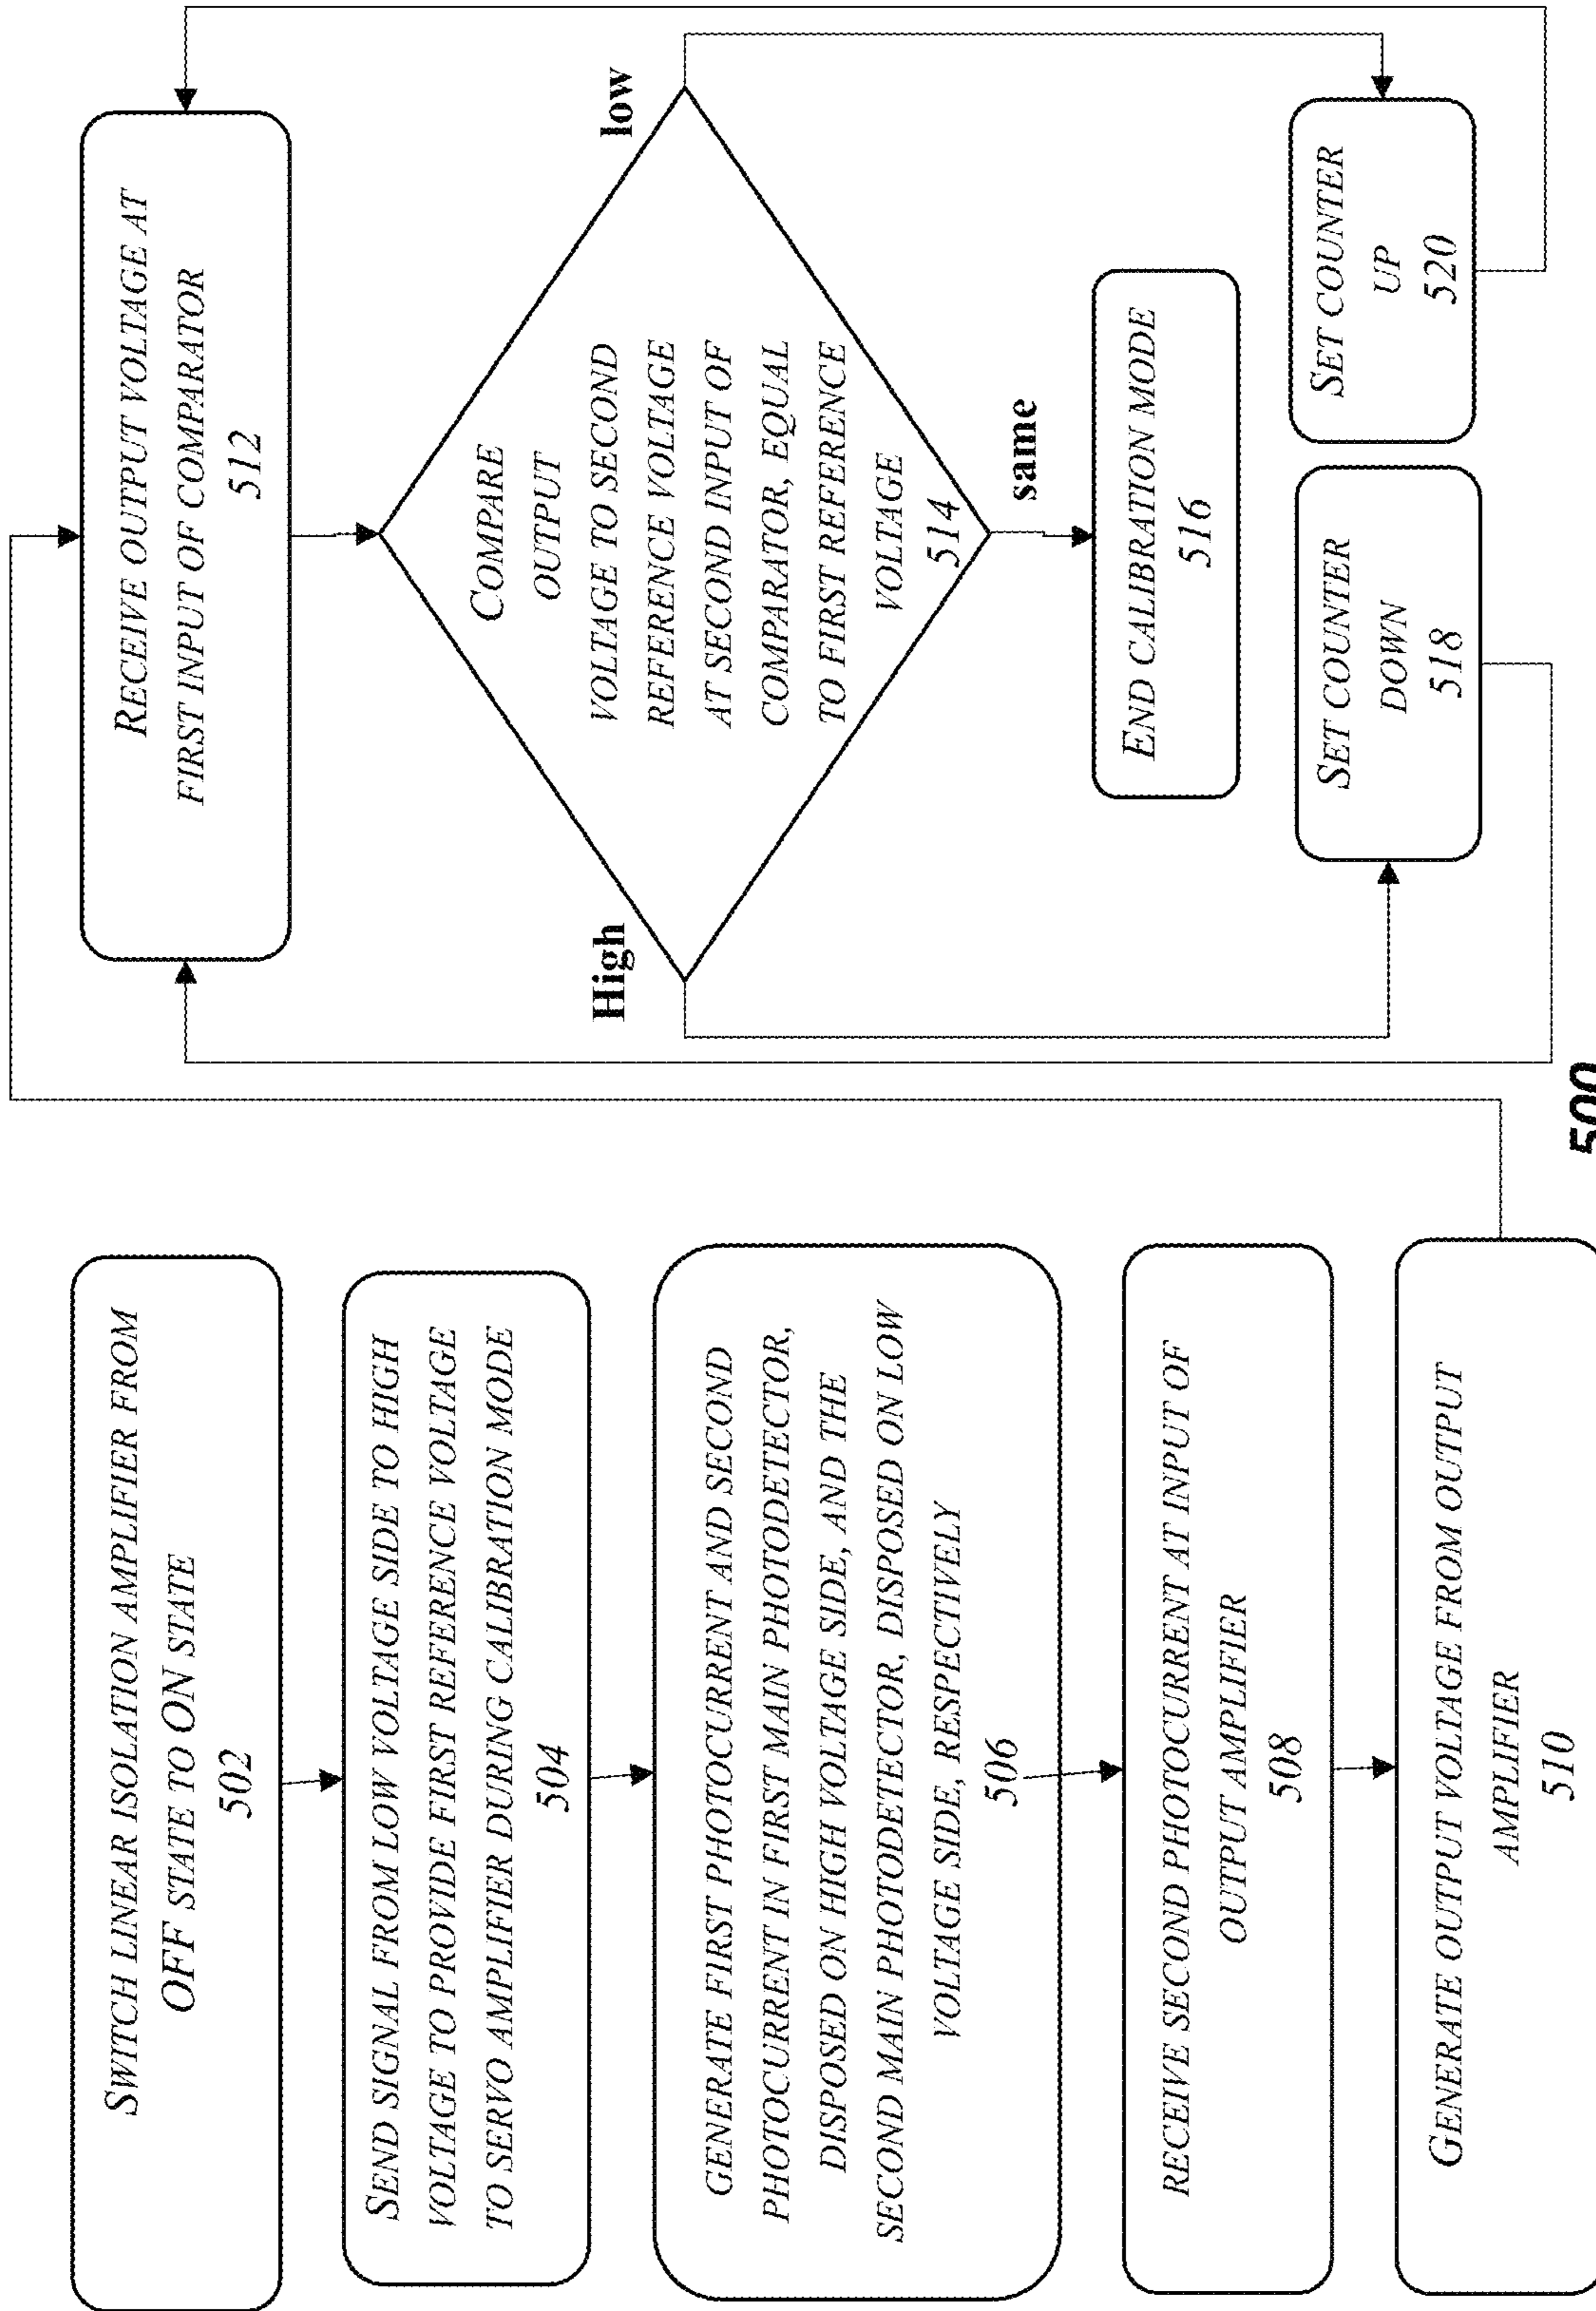 SWITCH LINEAR ISOLATION AMPLIFIER FROM
OFF STATE TO ON STATE
502
SEND SIGNAL FROM LOW VOLTAGE SIDE TO HIGH
VOLTAGE TO PROVIDE FIRST REFERENCE VOLTAGE
TO SERVO AMPLIFIER DURING CALIBRATION MODE
504
GENERATE FIRST PHOTOCURRENT AND SECOND
PHOTOCURRENT IN FIRST MAIN PHOTODETECTOR,
DISPOSED ON HIGH VOLTAGE SIDE, AND THE
SECOND MAIN PHOTODETECTOR, DISPOSED ON LOW
VOLTAGE SIDE, RESPECTIVELY
506
RECEIVE SECOND PHOTOCURRENT AT INPUT OF
OUTPUT AMPLIFIER
508
GENERATE OUTPUT VOLTAGE FROM OUTPUT
AMPLIFIER
510
RECEIVE OUTPUT VOLTAGE AT
FIRST INPUT OF COMPARATOR
512
COMPARE
OUTPUT
VOLTAGE TO SECOND
REFERENCE VOLTAGE
AT SECOND INPUT OF
COMPARATOR, EQUAL
TO FIRST REFERENCE
VOLTAGE
514
High
low
same
END CALIBRATION MODE
516
SET COUNTER
DOWN
518
SET COUNTER
UP
520
500